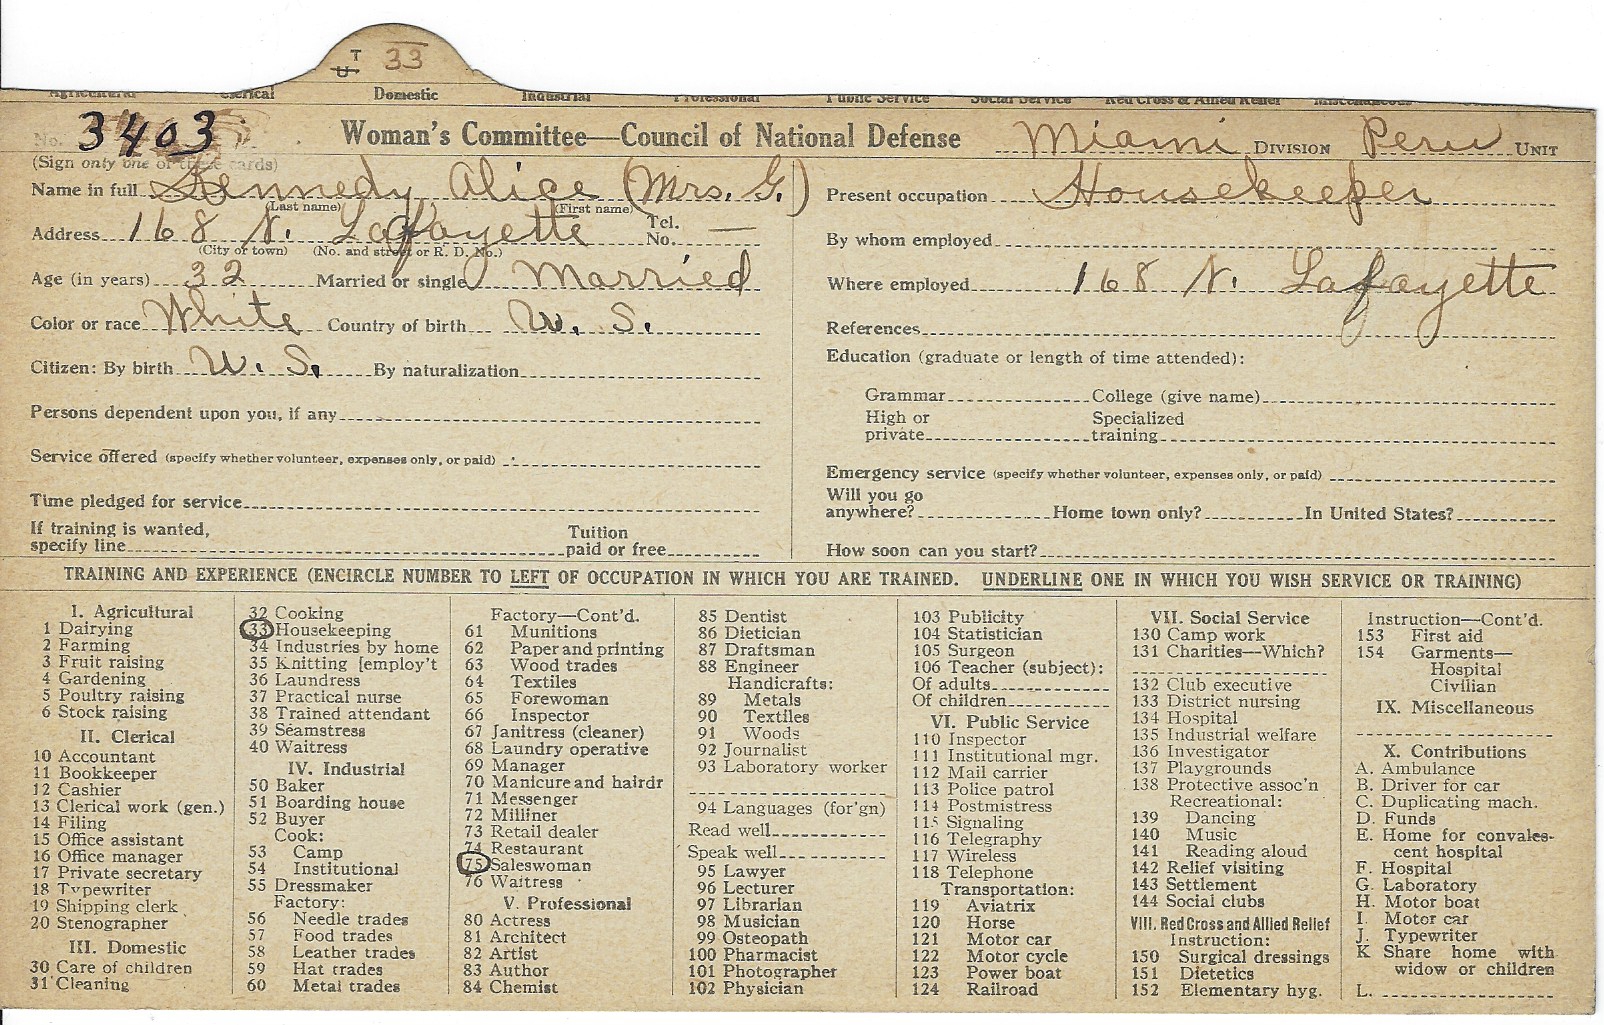 T
U 33
Agricultural Clerical Domestic Industrial Professional Public Service Social Service Red Cross & Allied Relief Miscellaneous
No. 3403 Woman's Committee—Council of National Defense Miami DIVISION Peru UNIT
(Sign only one of these cards)
Name in full Kennedy Alice (Mrs. G.)
(Last name) (First name)
Address 168 N. Lafayette Tel. No. —
(City or town) (No. and street or R. D. No.)
Age (in years) 32 Married or single Married
Color or race White Country of birth U. S.
Citizen: By birth U. S. By naturalization
Persons dependent upon you, if any
Service offered (specify whether volunteer, expenses only, or paid)
Time pledged for service
If training is wanted,
specify line Tuition paid or free
Present occupation Housekeeper
By whom employed
Where employed 168 N. Lafayette
References
Education (graduate or length of time attended):
Grammar College (give name)
High or private Specialized training
Emergency service (specify whether volunteer, expenses only, or paid)
Will you go
anywhere? Home town only? In United States?
How soon can you start?
TRAINING AND EXPERIENCE (ENCIRCLE NUMBER TO LEFT OF OCCUPATION IN WHICH YOU ARE TRAINED. UNDERLINE ONE IN WHICH YOU WISH SERVICE OR TRAINING)
I. Agricultural
1 Dairying
2 Farming
3 Fruit raising
4 Gardening
5 Poultry raising
6 Stock raising
II. Clerical
10 Accountant
11 Bookkeeper
12 Cashier
13 Clerical work (gen.)
14 Filing
15 Office assistant
16 Office manager
17 Private secretary
18 Typewriter
19 Shipping clerk
20 Stenographer
III. Domestic
30 Care of children
31 Cleaning
32 Cooking
33 Housekeeping
34 Industries by home
35 Knitting [employ't
36 Laundress
37 Practical nurse
38 Trained attendant
39 Seamstress
40 Waitress
IV. Industrial
50 Baker
51 Boarding house
52 Buyer
Cook:
53 Camp
54 Institutional
55 Dressmaker
Factory:
56 Needle trades
57 Food trades
58 Leather trades
59 Hat trades
60 Metal trades
Factory—Cont'd.
61 Munitions
62 Paper and printing
63 Wood trades
64 Textiles
65 Forewoman
66 Inspector
67 Janitress (cleaner)
68 Laundry operative
69 Manager
70 Manicure and hairdr
71 Messenger
72 Milliner
73 Retail dealer
74 Restaurant
75 Saleswoman
76 Waitress
V. Professional
80 Actress
81 Architect
82 Artist
83 Author
84 Chemist
85 Dentist
86 Dietician
87 Draftsman
88 Engineer
Handicrafts:
89 Metals
90 Textiles
91 Woods
92 Journalist
93 Laboratory worker
94 Languages (for'gn)
Read well
Speak well
95 Lawyer
96 Lecturer
97 Librarian
98 Musician
99 Osteopath
100 Pharmacist
101 Photographer
102 Physician
103 Publicity
104 Statistician
105 Surgeon
106 Teacher (subject):
Of adults
Of children
VI. Public Service
110 Inspector
111 Institutional mgr.
112 Mail carrier
113 Police patrol
114 Postmistress
115 Signaling
116 Telegraphy
117 Wireless
118 Telephone
Transportation:
119 Aviatrix
120 Horse
121 Motor car
122 Motor cycle
123 Power boat
124 Railroad
VII. Social Service
130 Camp work
131 Charities—Which?
132 Club executive
133 District nursing
134 Hospital
135 Industrial welfare
136 Investigator
137 Playgrounds
138 Protective assoc'n
Recreational:
139 Dancing
140 Music
141 Reading aloud
142 Relief visiting
143 Settlement
144 Social clubs
VIII. Red Cross and Allied Relief
Instruction:
150 Surgical dressings
151 Dietetics
152 Elementary hyg.
Instruction—Cont'd.
153 First aid
154 Garments—
Hospital
Civilian
IX. Miscellaneous
X. Contributions
A. Ambulance
B. Driver for car
C. Duplicating mach.
D. Funds
E. Home for convales-
cent hospital
F. Hospital
G. Laboratory
H. Motor boat
I. Motor car
J. Typewriter
K Share home with
widow or children
L.